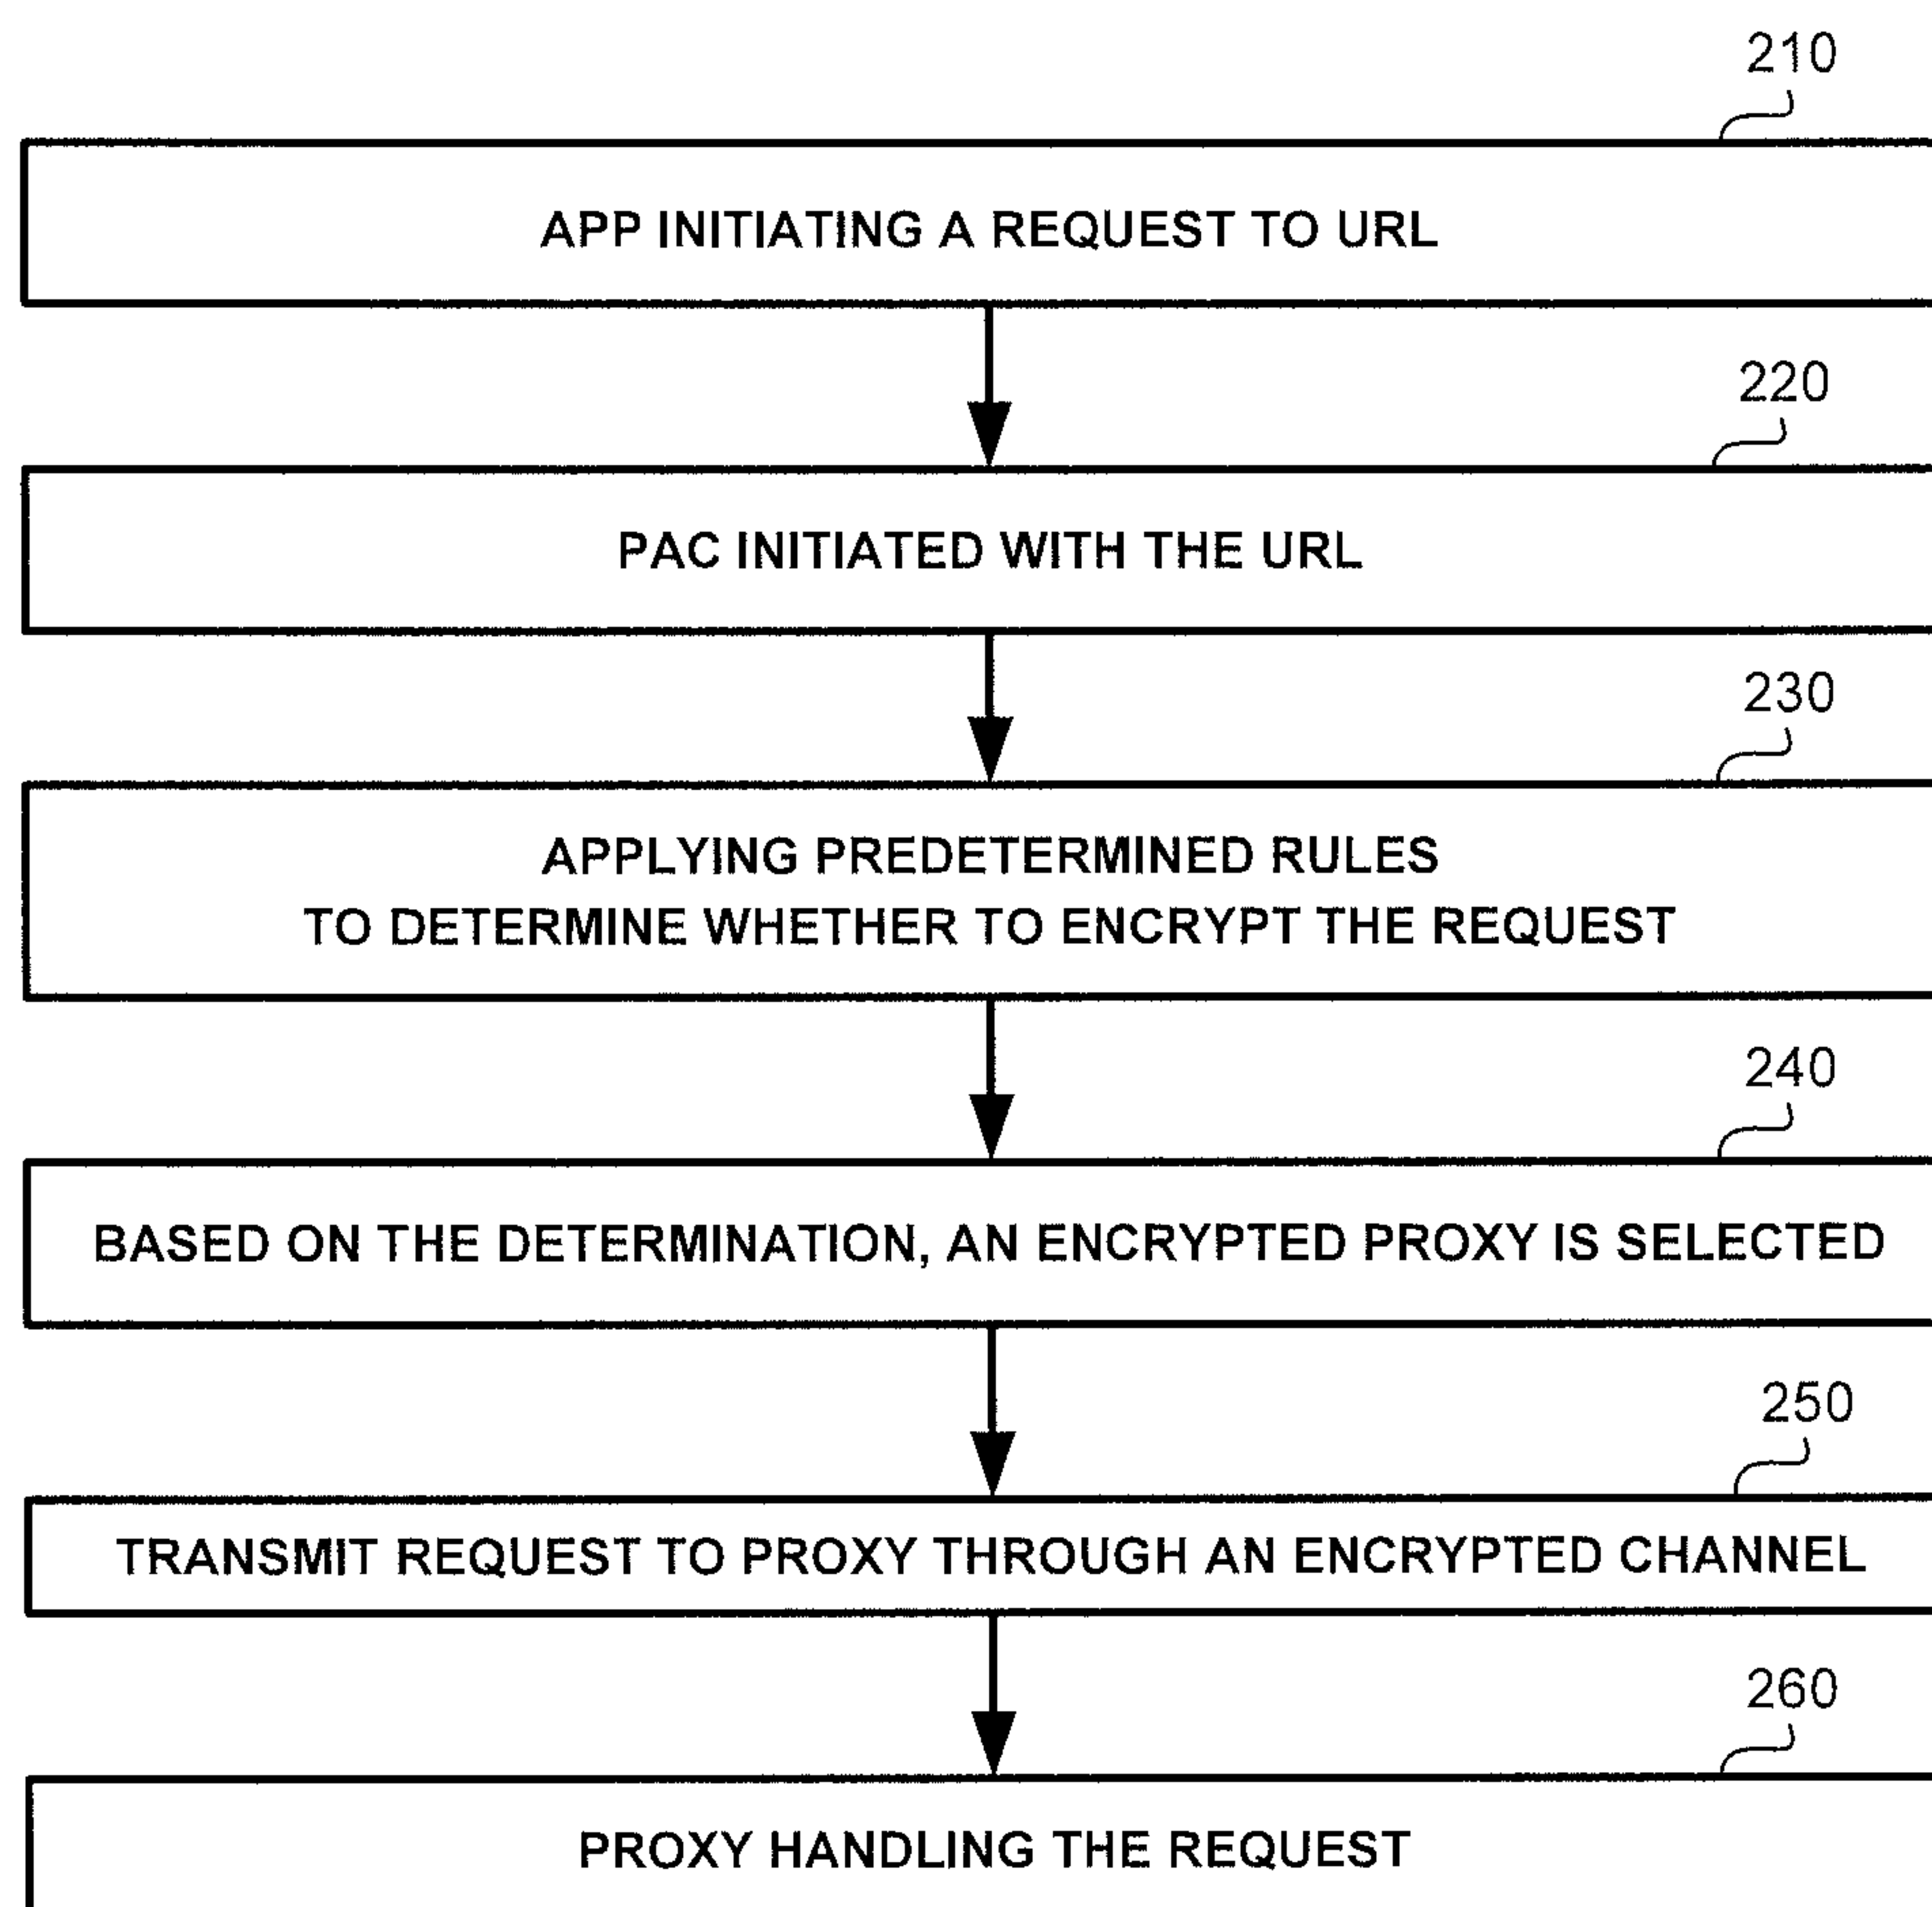 210
APP INITIATING A REQUEST TO URL
220
PAC INITIATED WITH THE URL
230
APPLYING PREDETERMINED RULES
TO DETERMINE WHETHER TO ENCRYPT THE REQUEST
240
BASED ON THE DETERMINATION, AN ENCRYPTED PROXY IS SELECTED
250
TRANSMIT REQUEST TO PROXY THROUGH AN ENCRYPTED CHANNEL
260
PROXY HANDLING THE REQUEST